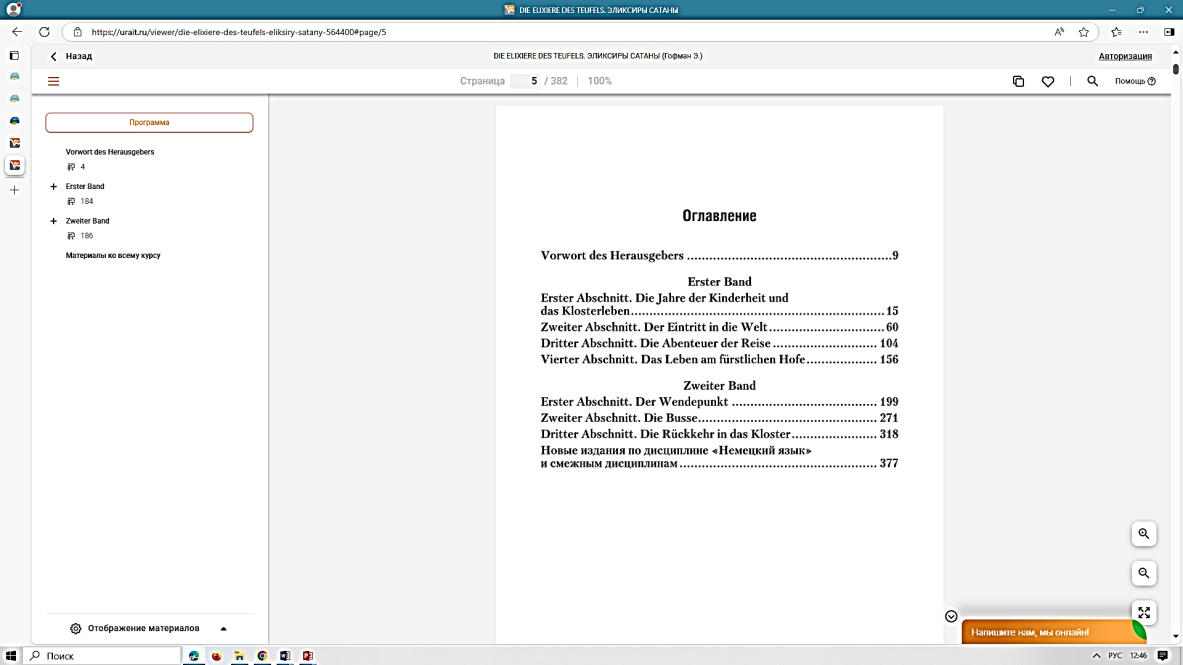 DIE ELIXIERE DES TEUFELS. ЭЛИКСИРЫ САТАНЫ
https://urait.ru/viewer/die-elixiere-des-teufels-eliksiry-satany-564400#page/5
Назад
DIE ELIXIERE DES TEUFELS. ЭЛИКСИРЫ САТАНЫ (Гофман Э.)
Авторизация
Страница 5 / 382 | 100%
Помощь
Программа
Vorwort des Herausgebers
4
Erster Band
184
Zweiter Band
186
Материалы ко всему курсу
Оглавление
Vorwort des Herausgebers ..............................................................9
Erster Band
Erster Abschnitt. Die Jahre der Kinderheit und
das Klosterleben............................................................................15
Zweiter Abschnitt. Der Eintritt in die Welt...................................60
Dritter Abschnitt. Die Abenteuer der Reise ................................ 104
Vierter Abschnitt. Das Leben am fürstlichen Hofe..................... 156
Zweiter Band
Erster Abschnitt. Der Wendepunkt ............................................ 199
Zweiter Abschnitt. Die Busse...................................................... 271
Dritter Abschnitt. Die Rückkehr in das Kloster.......................... 318
Новые издания по дисциплине «Немецкий язык»
и смежным дисциплинам ........................................................... 377
Отображение материалов
Напишите нам, мы онлайн!
Поиск
РУС 12:46